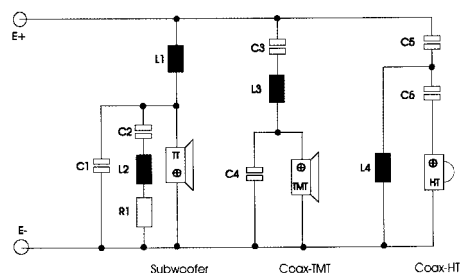 E+
L1
C3
C5
L3
C6
C2
C1
L2
TT
C4
TMT
L4
HT
R1
E-
Subwoofer
Coax-TMT
Coax-HT